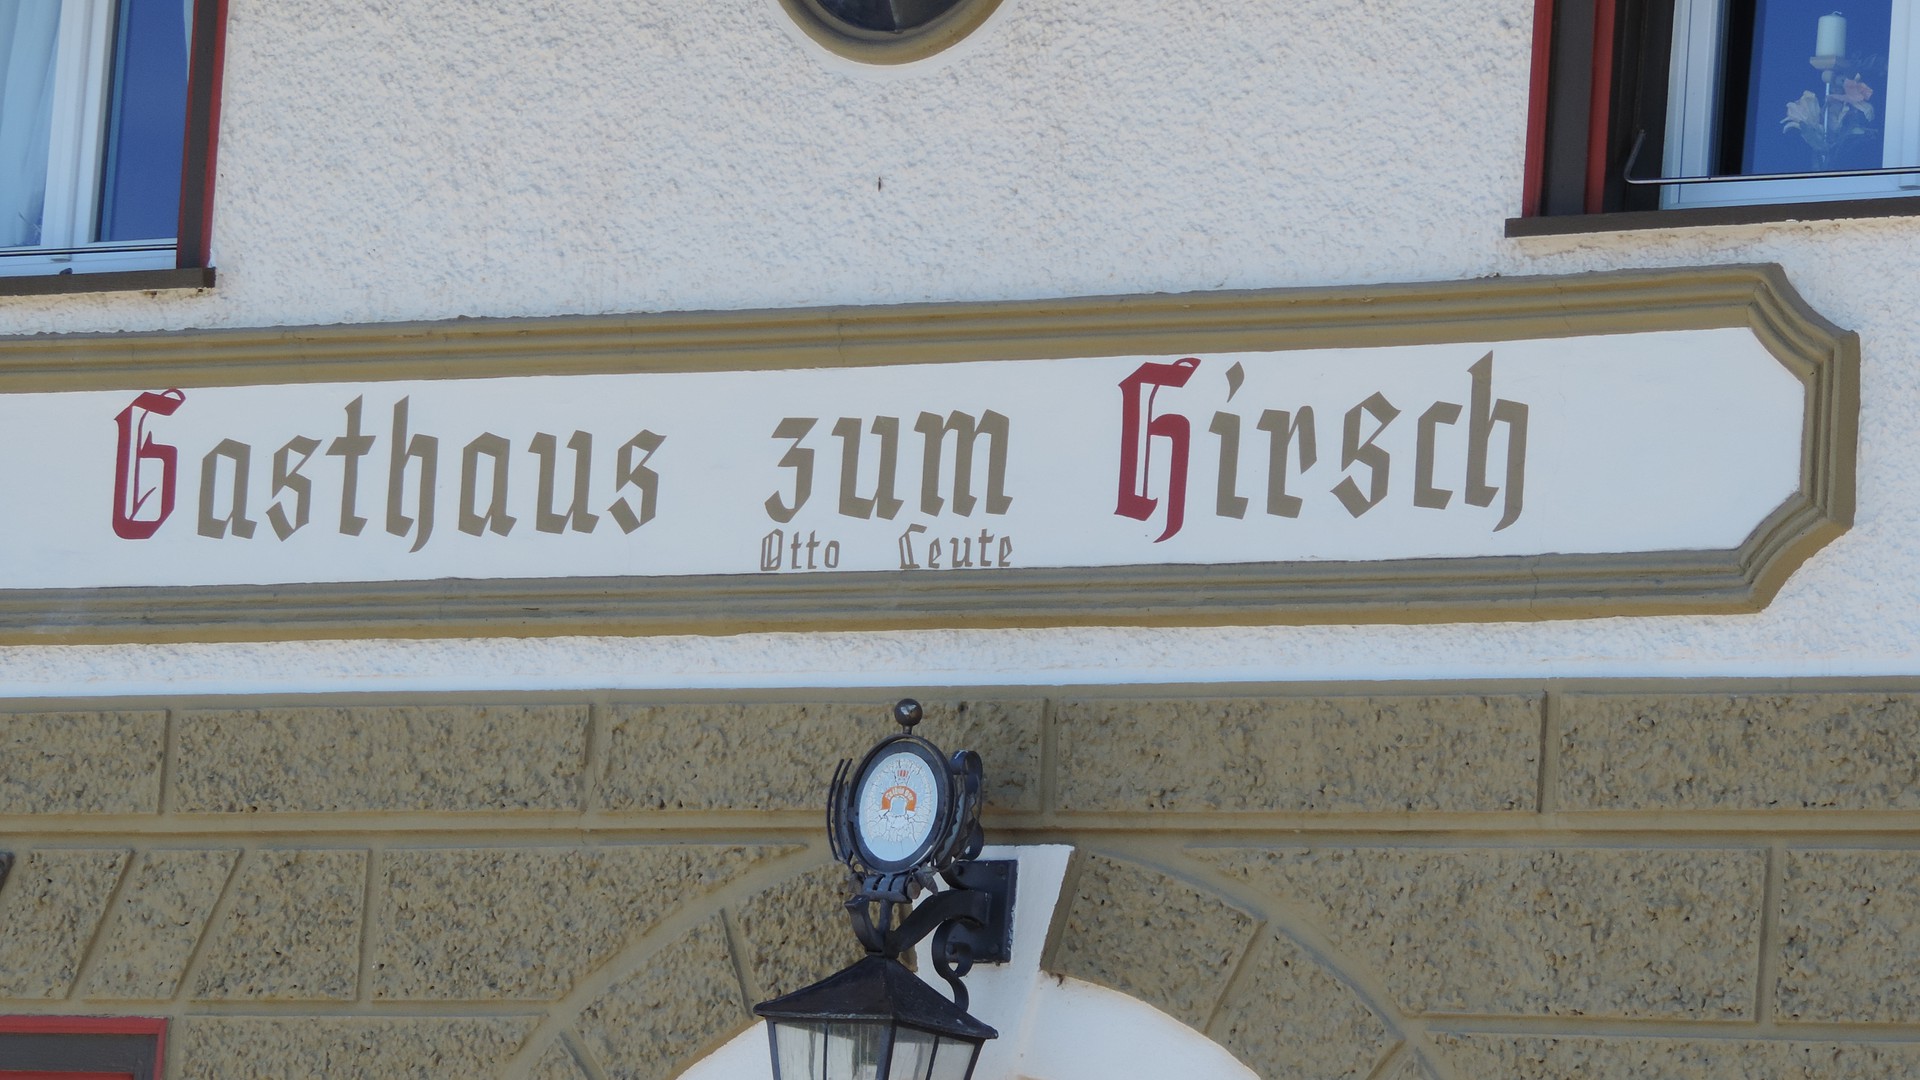 Gasthaus zum Hirsch
Otto Leute